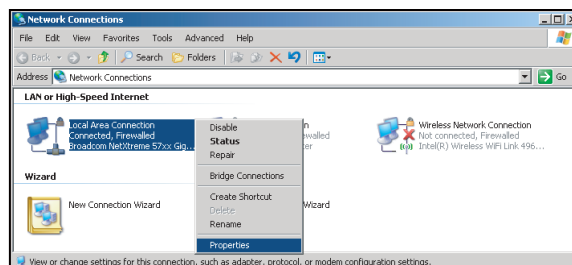 Network Connections
File Edit View Favorites Tools Advanced Help
Back Search Folders
Address Network Connections Go
LAN or High-Speed Internet
Local Area Connection
Connected, Firewalled
Broadcom NetXtreme 57xx Gig...
Disable
Status
Repair
Bridge Connections
Create Shortcut
Delete
Rename
Properties
Wireless Network Connection
Not connected, Firewalled
Intel(R) Wireless WiFi Link 496...
Wizard
New Connection Wizard
Wizard
View or change settings for this connection, such as adapter, protocol, or modem configuration settings.